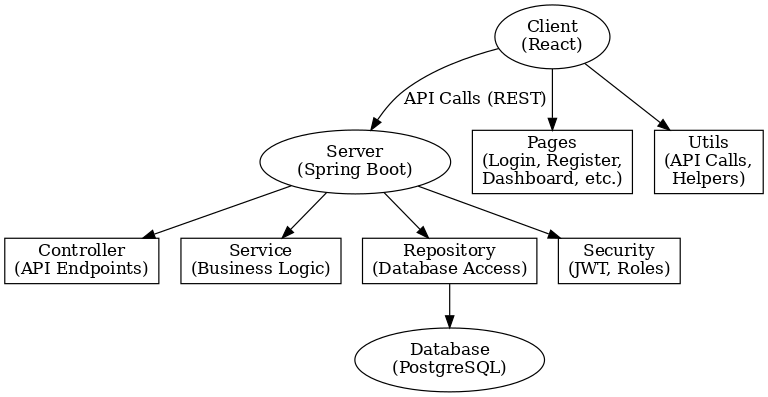 Client
(React)
API Calls (REST)
Server
(Spring Boot)
Pages
(Login, Register,
Dashboard, etc.)
Utils
(API Calls,
Helpers)
Controller
(API Endpoints)
Service
(Business Logic)
Repository
(Database Access)
Security
(JWT, Roles)
Database
(PostgreSQL)